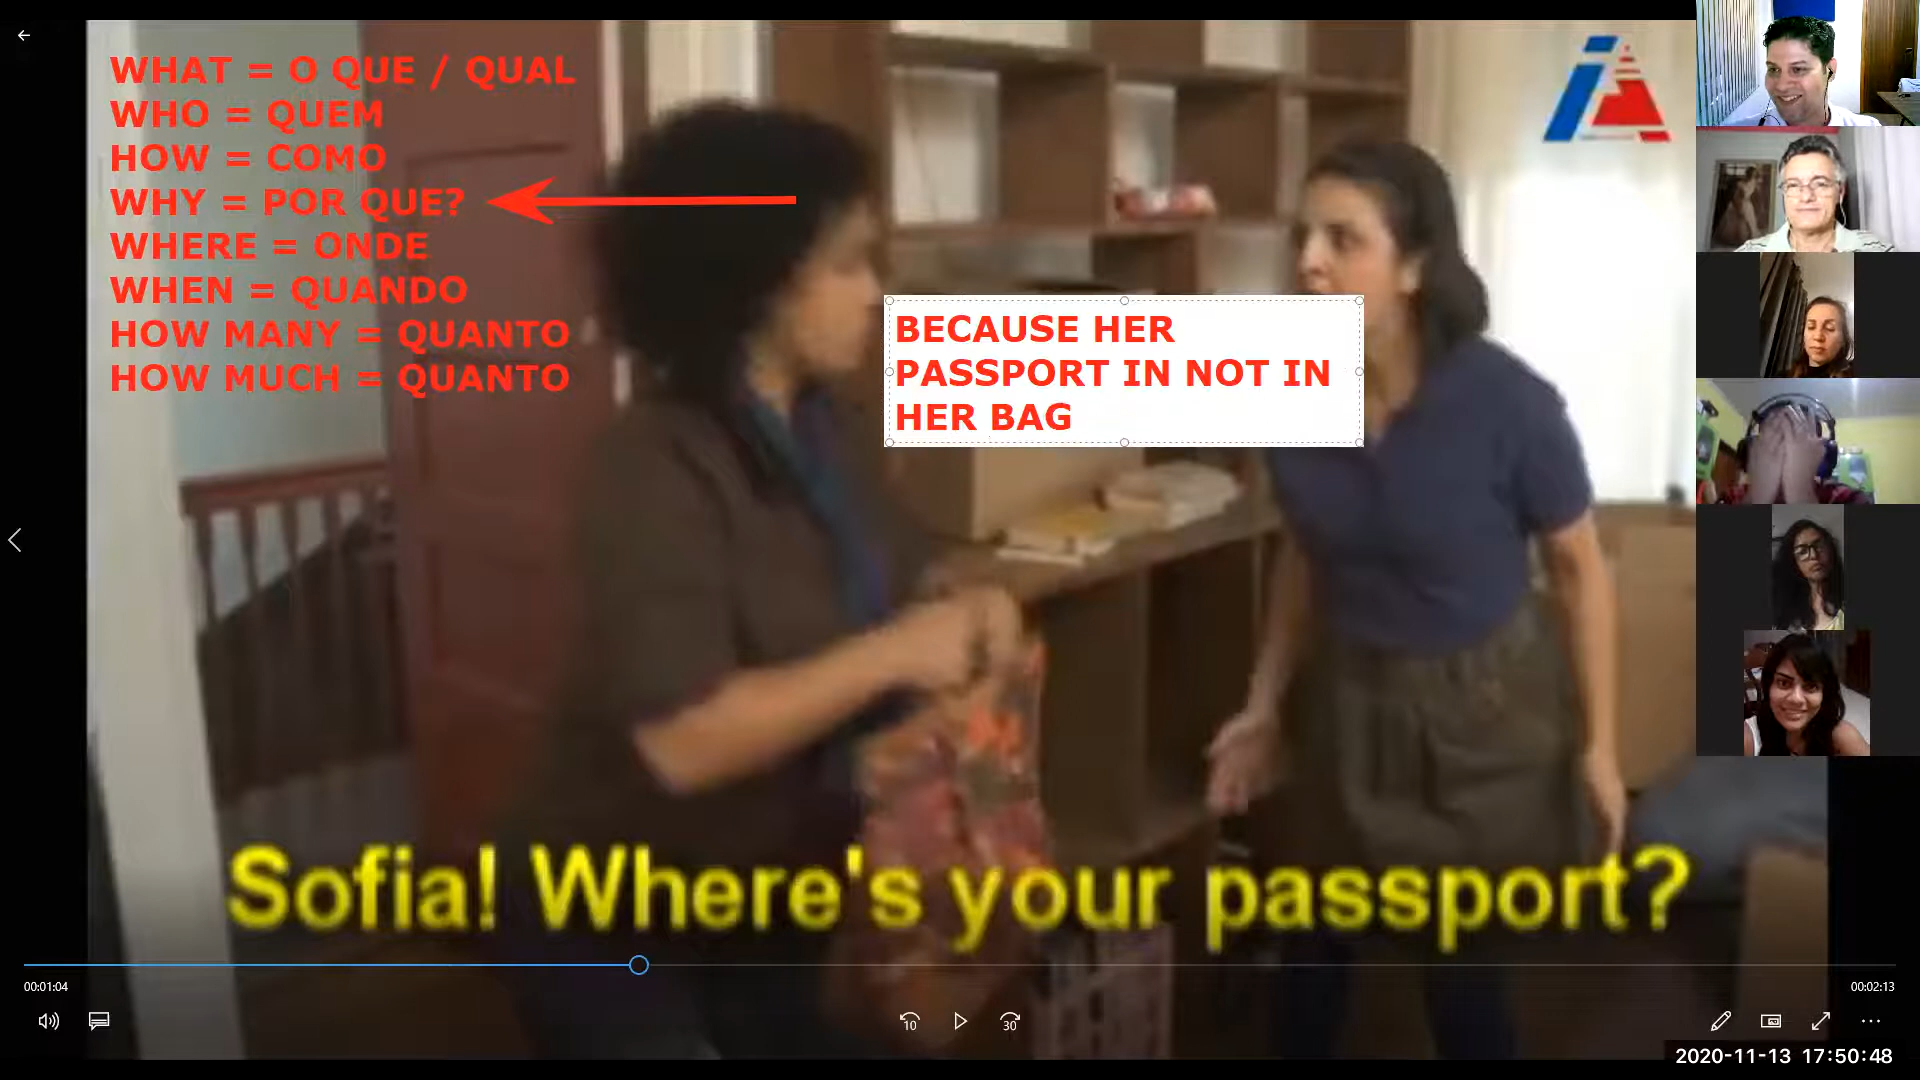 WHAT = O QUE / QUAL
WHO = QUEM
HOW = COMO
WHY = POR QUE?
WHERE = ONDE
WHEN = QUANDO
HOW MANY = QUANTO
HOW MUCH = QUANTO
BECAUSE HER
PASSPORT IN NOT IN
HER BAG
Sofia! Where's your passport?
00:01:04
00:02:13
10
30
2020-11-13 17:50:48